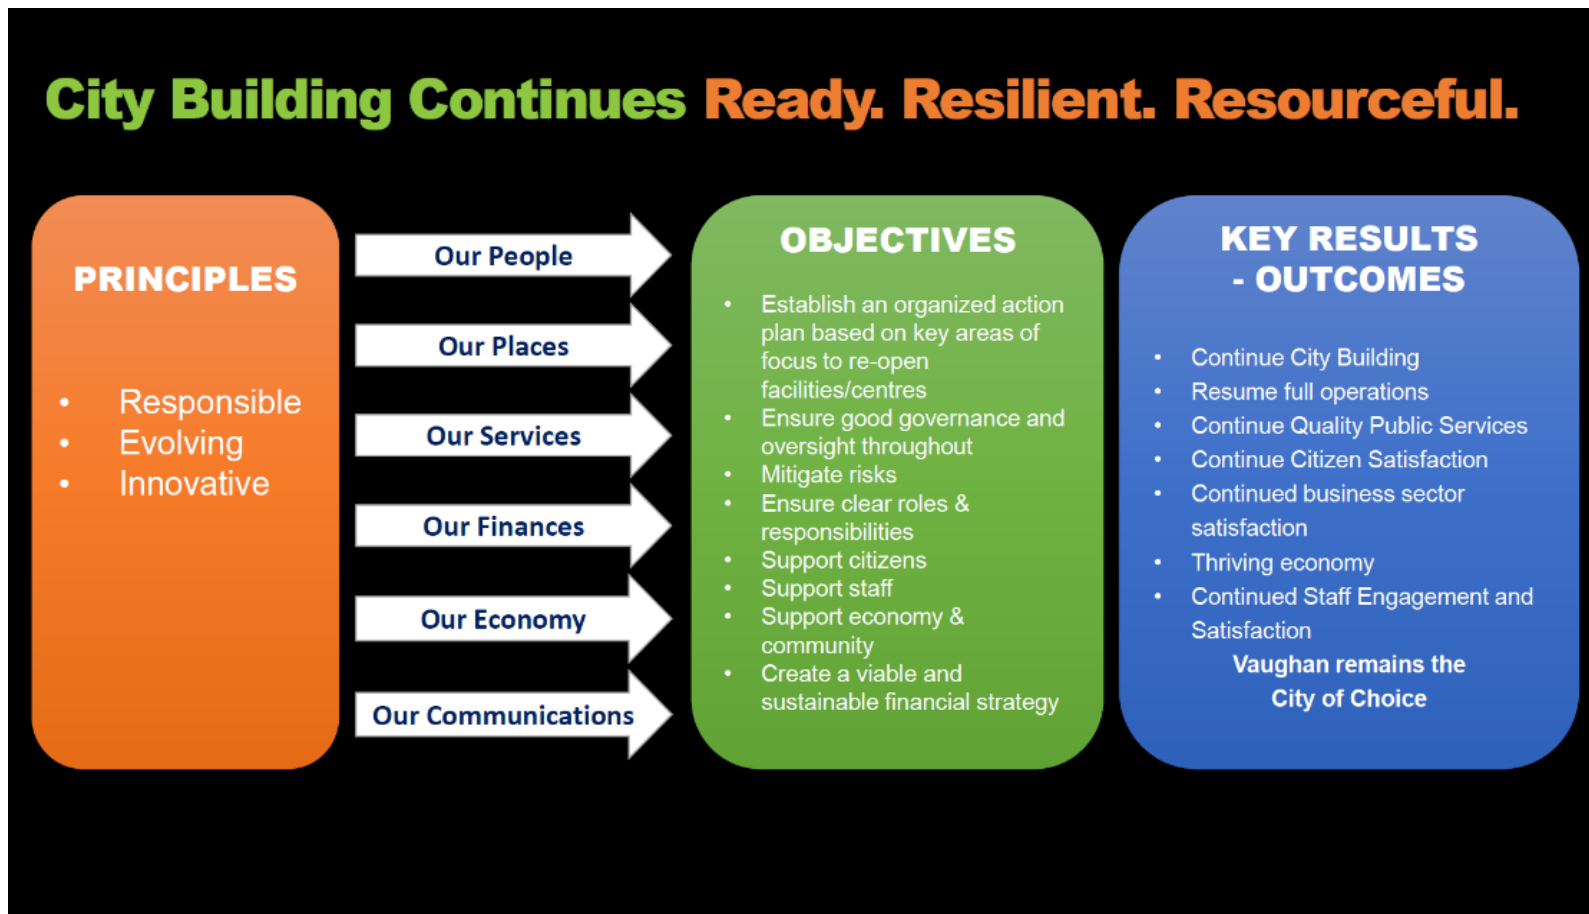 City Building Continues Ready. Resilient. Resourceful.
PRINCIPLES
• Responsible
• Evolving
• Innovative
Our People
Our Places
Our Services
Our Finances
Our Economy
Our Communications
OBJECTIVES
• Establish an organized action
plan based on key areas of
focus to re-open
facilities/centres
• Ensure good governance and
oversight throughout
• Mitigate risks
• Ensure clear roles &
responsibilities
• Support citizens
• Support staff
• Support economy &
community
• Create a viable and
sustainable financial strategy
KEY RESULTS
- OUTCOMES
• Continue City Building
• Resume full operations
• Continue Quality Public Services
• Continue Citizen Satisfaction
• Continued business sector
satisfaction
• Thriving economy
• Continued Staff Engagement and
Satisfaction
Vaughan remains the
City of Choice